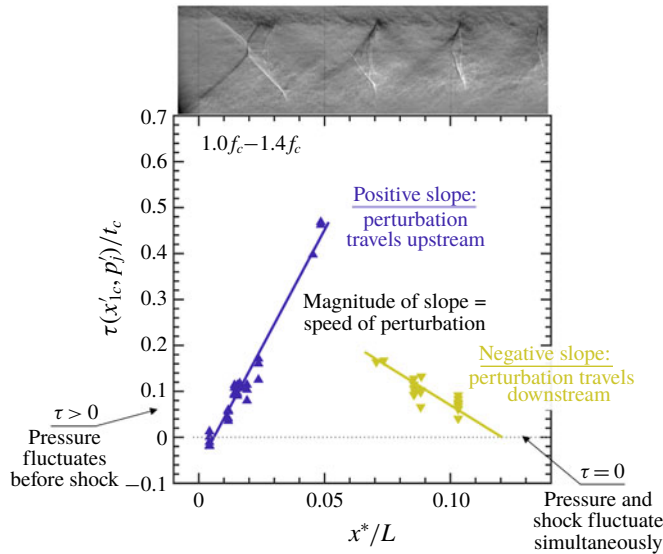 1.0f_c−1.4f_c
0.7
0.6
0.5
0.4
0.3
0.2
0.1
0
−0.1
τ(x′_{1c}, p′_j)/t_c
Positive slope:
perturbation
travels upstream
Magnitude of slope =
speed of perturbation
Negative slope:
perturbation travels
downstream
τ > 0
Pressure
fluctuates
before shock
τ = 0
Pressure and
shock fluctuate
simultaneously
0
0.05
0.10
x*/L